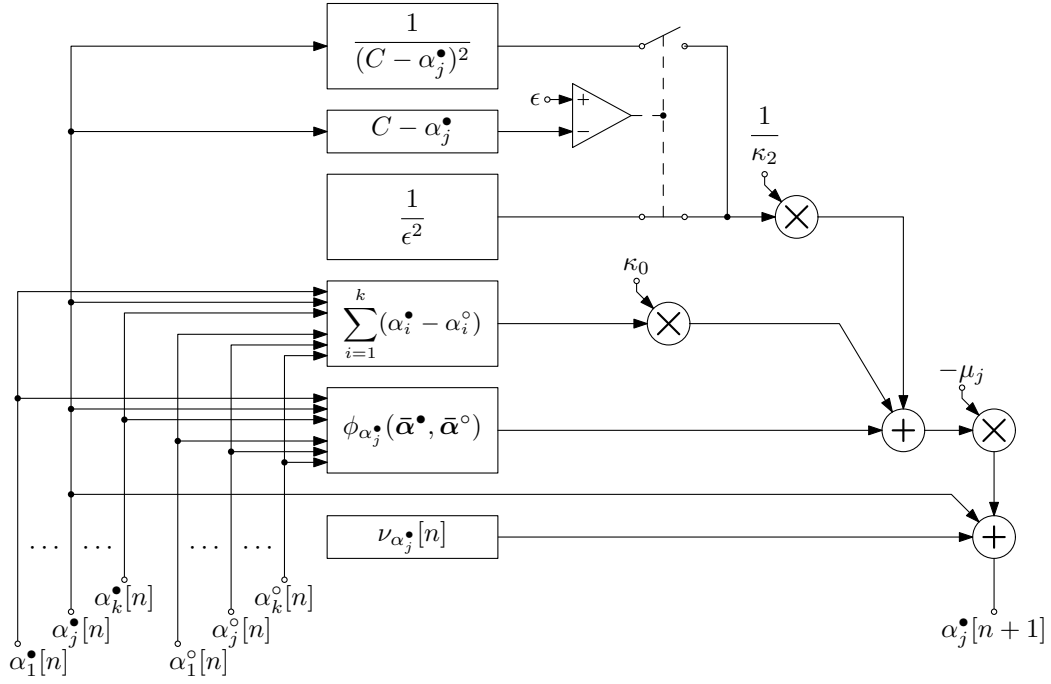 1
(C − α_j^●)^2
C − α_j^●
ϵ
+
−
1
κ_2
1
ϵ^2
×
κ_0
k
∑(α_i^● − α_i^○)
i=1
×
−μ_j
ϕ_{α_j^●}(ᾱ^●, ᾱ^○)
+
×
ν_{α_j^●}[n]
+
... ... ... ...
α_k^●[n] α_k^○[n]
α_j^●[n] α_j^○[n] α_j^●[n + 1]
α_1^●[n] α_1^○[n]